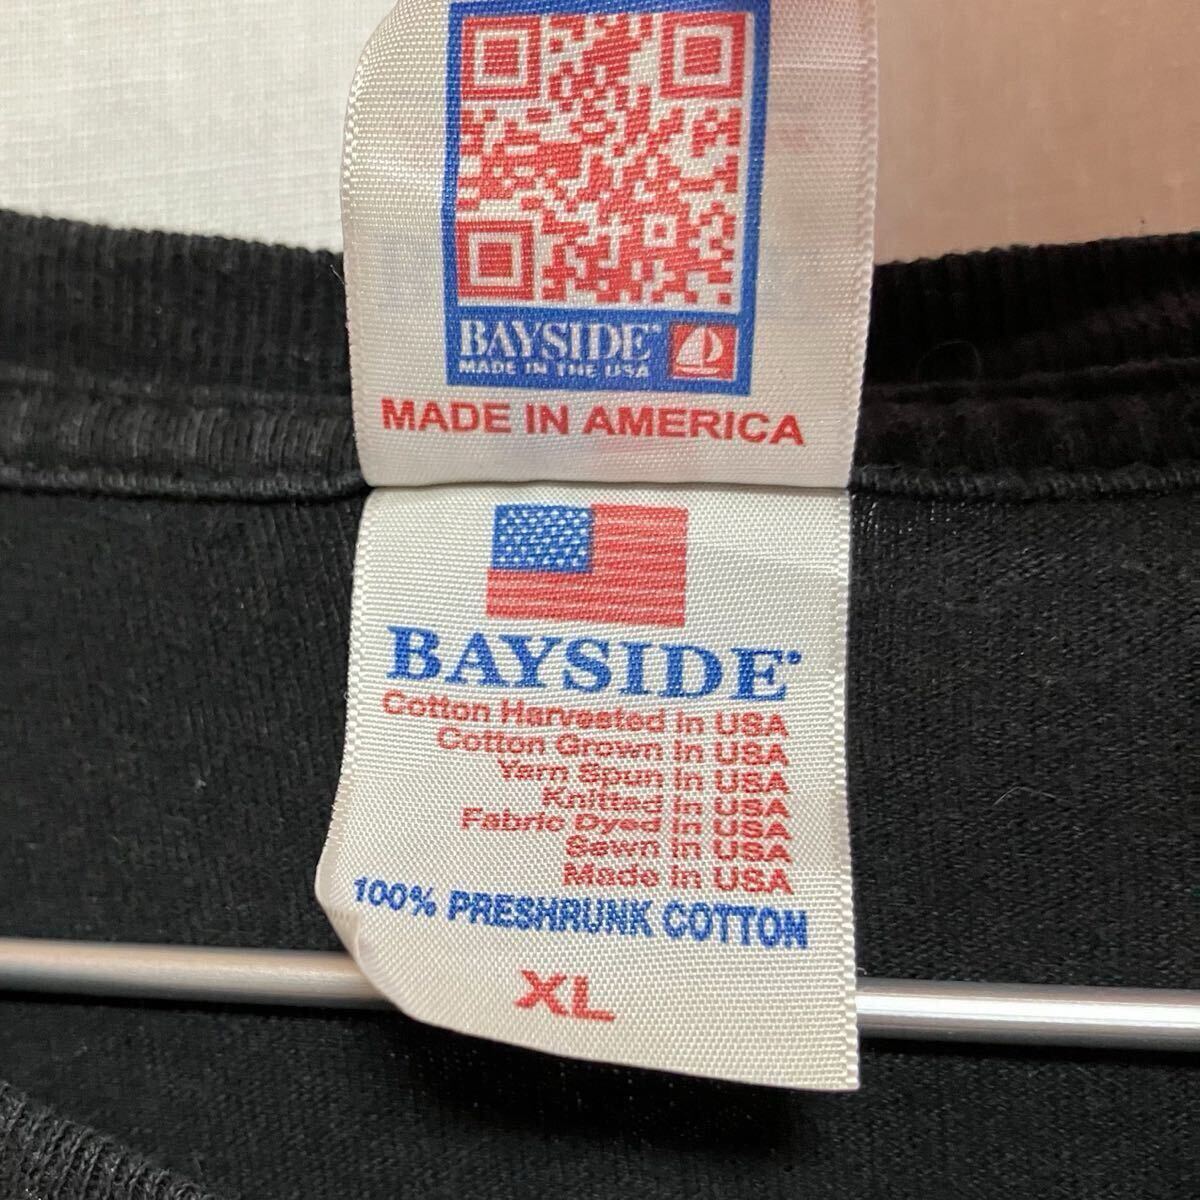 BAYSIDE®
MADE IN THE USA
MADE IN AMERICA
BAYSIDE®
Cotton Harvested in USA
Cotton Grown in USA
Yarn Spun in USA
Knitted in USA
Fabric Dyed in USA
Sewn in USA
Made in USA
100% PRESHRUNK COTTON
XL